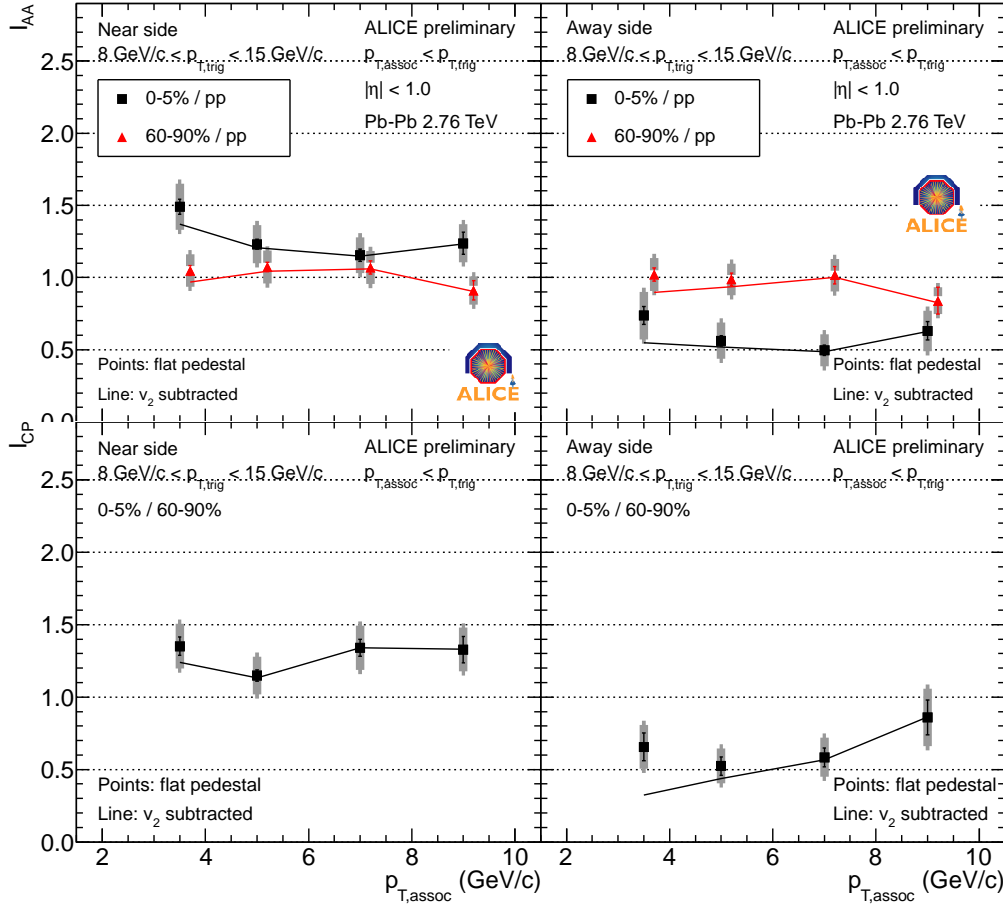 I_AA
Near side
ALICE preliminary
8 GeV/c < p_T,trig < 15 GeV/c
p_T,assoc < p_T,trig
|η| < 1.0
0-5% / pp
60-90% / pp
Pb-Pb 2.76 TeV
2.5
2.0
1.5
1.0
0.5
0.0
Points: flat pedestal
Line: v_2 subtracted
ALICE
Away side
ALICE preliminary
8 GeV/c < p_T,trig < 15 GeV/c
p_T,assoc < p_T,trig
|η| < 1.0
0-5% / pp
60-90% / pp
Pb-Pb 2.76 TeV
ALICE
Points: flat pedestal
Line: v_2 subtracted
I_CP
Near side
ALICE preliminary
8 GeV/c < p_T,trig < 15 GeV/c
p_T,assoc < p_T,trig
0-5% / 60-90%
2.5
2.0
1.5
1.0
0.5
0.0
Points: flat pedestal
Line: v_2 subtracted
2 4 6 8 10
p_T,assoc (GeV/c)
Away side
ALICE preliminary
8 GeV/c < p_T,trig < 15 GeV/c
p_T,assoc < p_T,trig
0-5% / 60-90%
Points: flat pedestal
Line: v_2 subtracted
2 4 6 8 10
p_T,assoc (GeV/c)